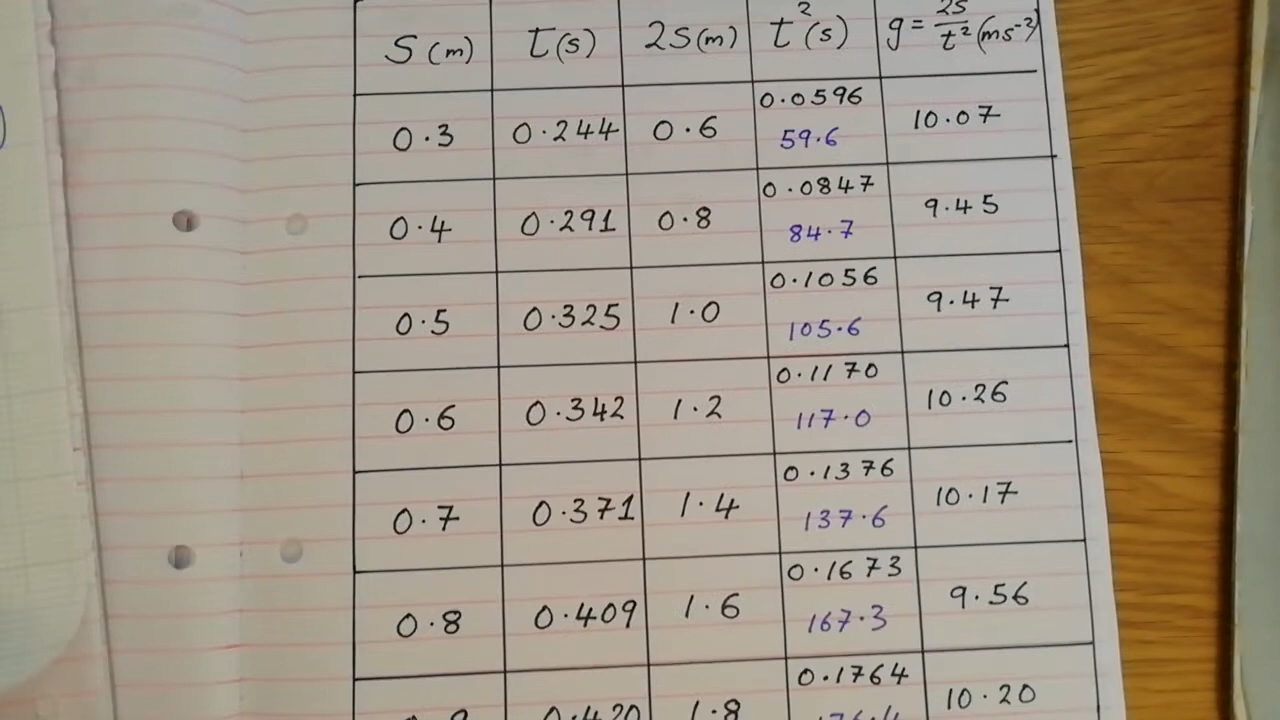 S (m) t(s) 2S(m) t²(s) g = 2S/t² (ms⁻²)
0.3 0.244 0.6 0.0596 10.07
59.6
0.4 0.291 0.8 0.0847 9.45
84.7
0.5 0.325 1.0 0.1056 9.47
105.6
0.6 0.342 1.2 0.1170 10.26
117.0
0.7 0.371 1.4 0.1376 10.17
137.6
0.8 0.409 1.6 0.1673 9.56
167.3
0.420 1.8 0.1764 10.20